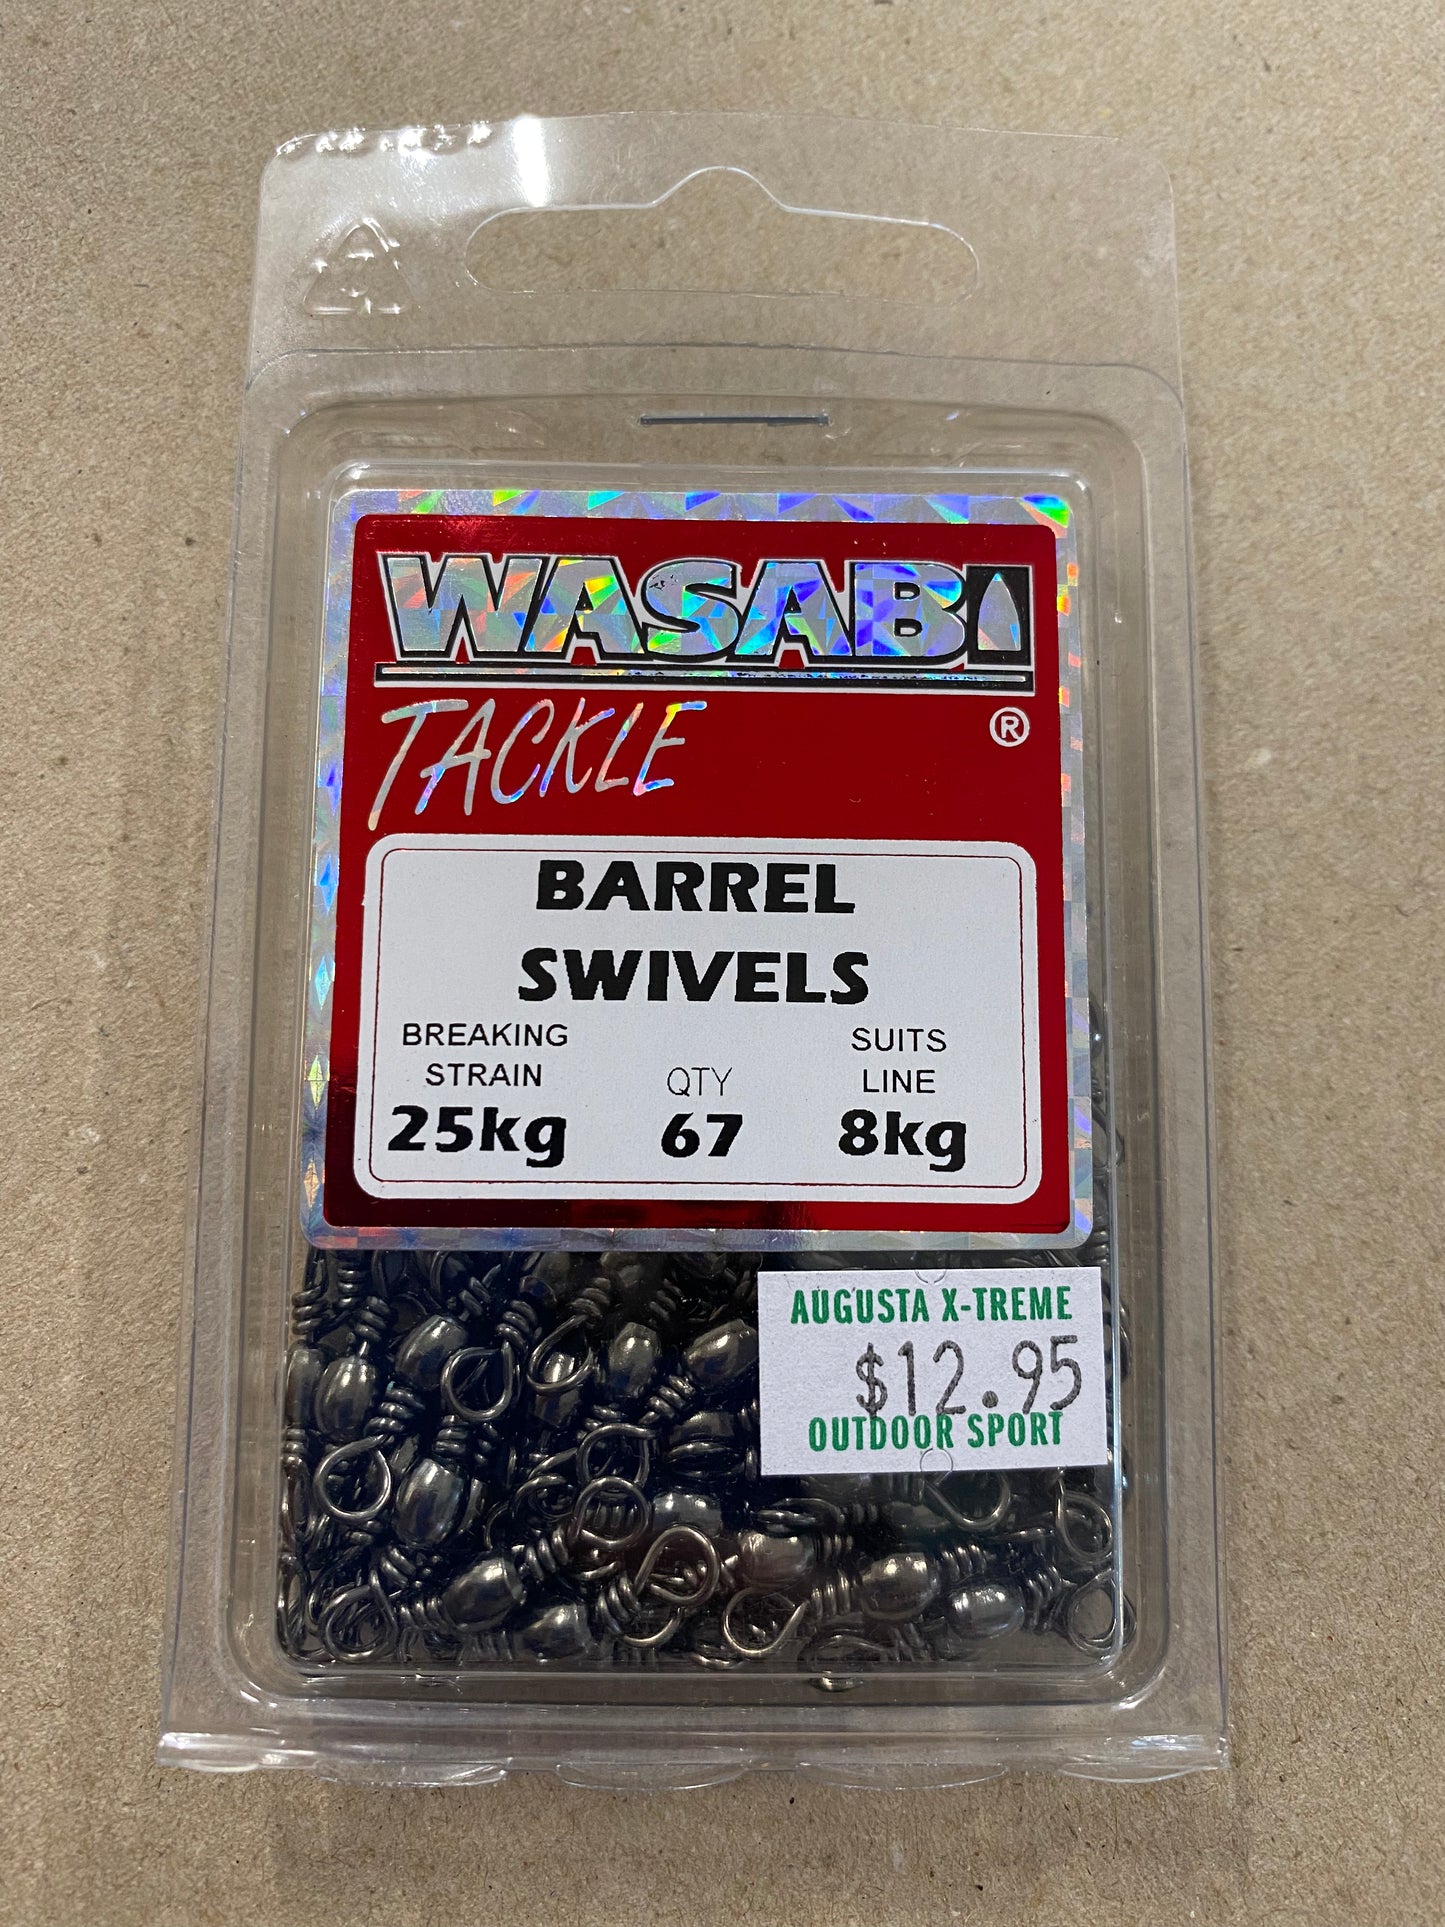 WASABI
TACKLE ®
BARREL
SWIVELS
BREAKING
STRAIN
25kg
QTY
67
SUITS
LINE
8kg
AUGUSTA X-TREME
$12.95
OUTDOOR SPORT